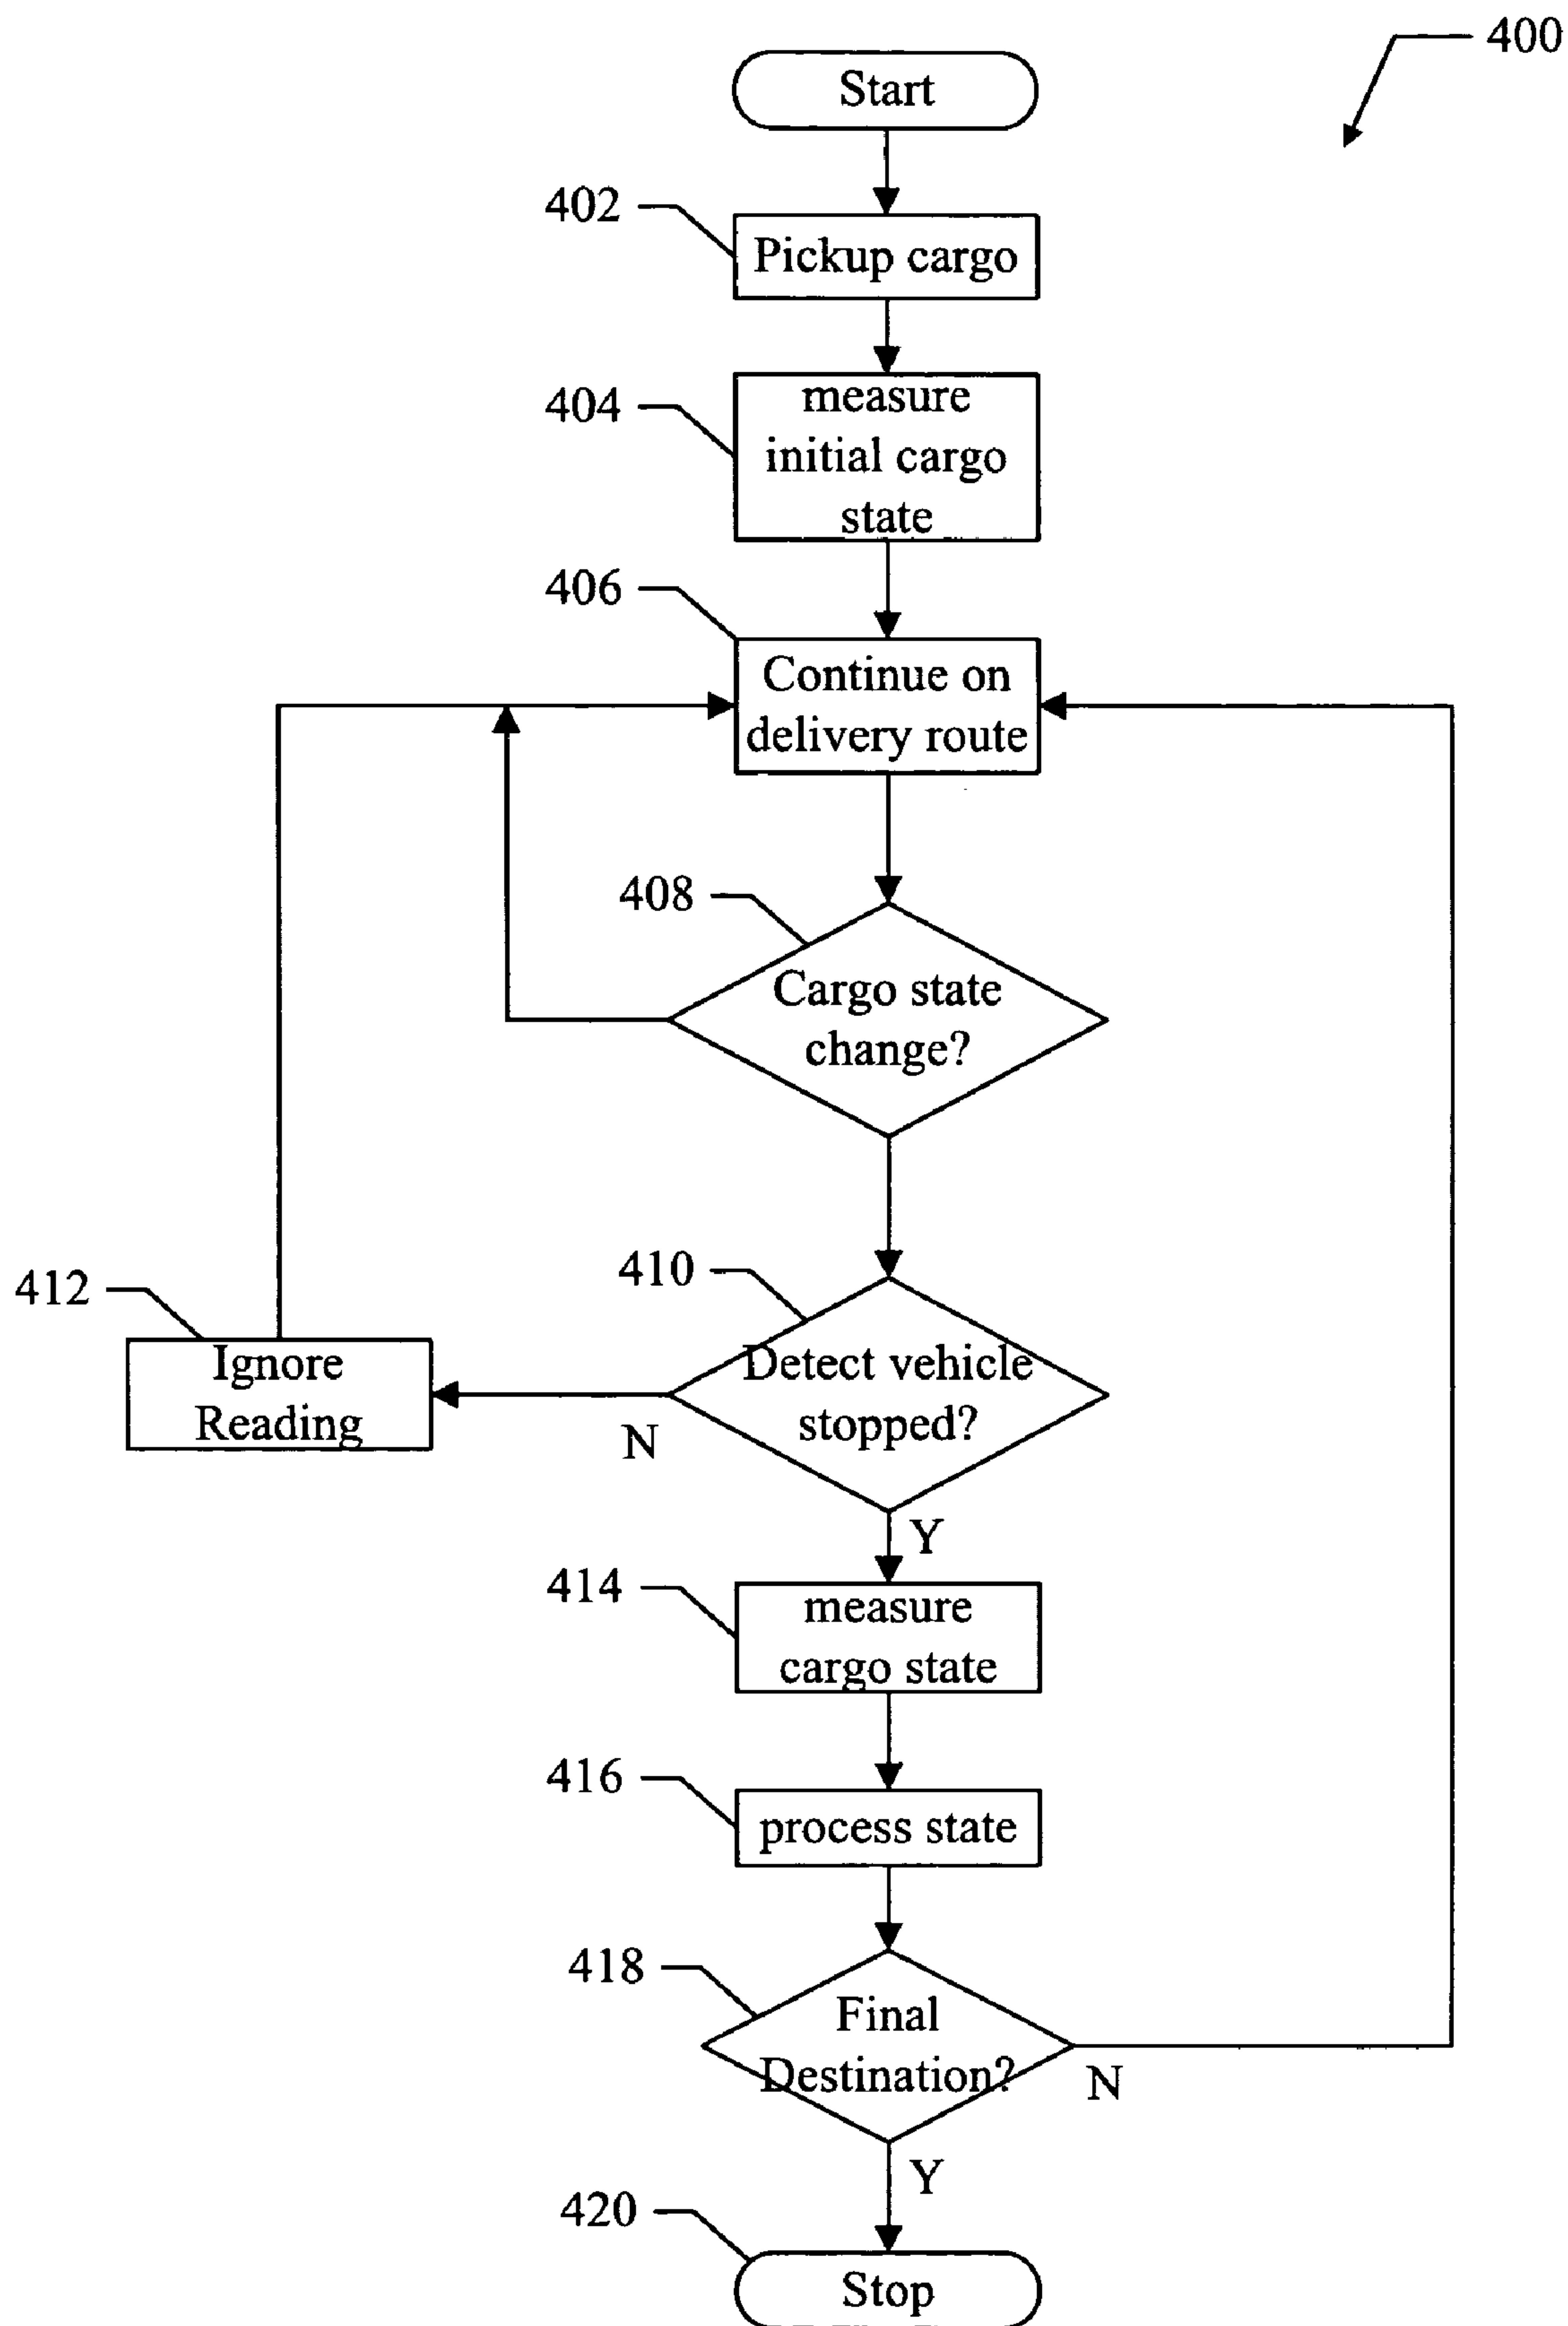 400
Start
402
Pickup cargo
404
measure
initial cargo
state
406
Continue on
delivery route
408
Cargo state
change?
410
412
Detect vehicle
stopped?
Ignore
Reading
N
Y
414
measure
cargo state
416
process state
418
Final
Destination?
N
Y
420
Stop